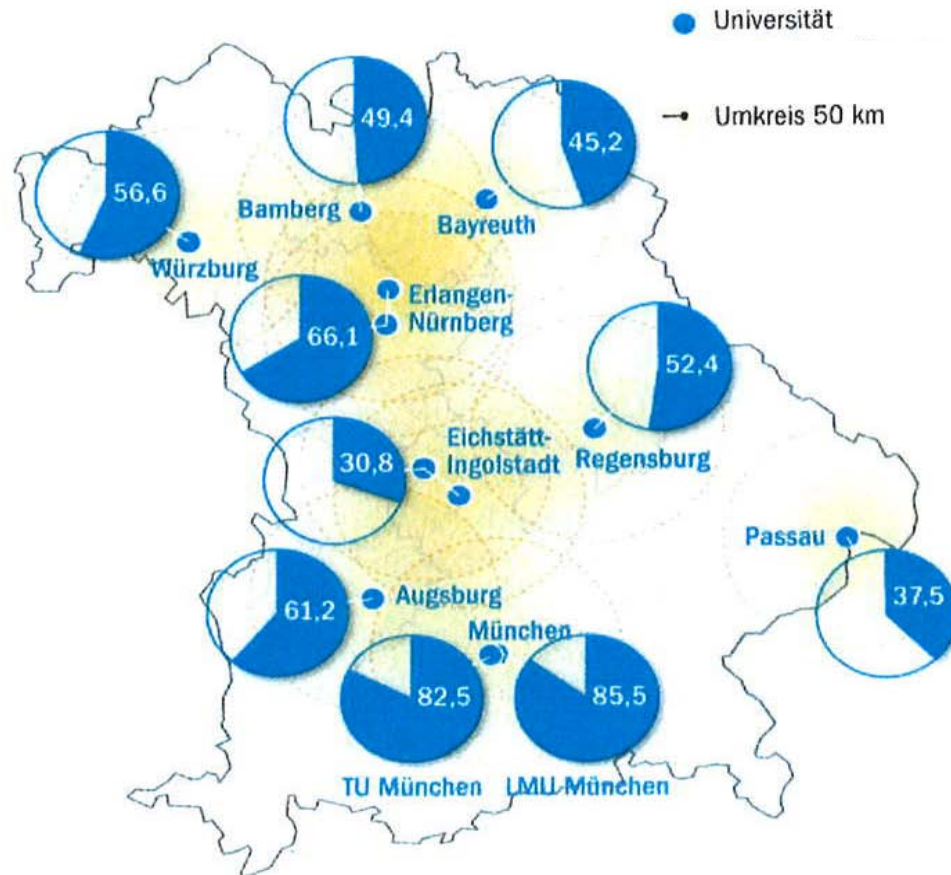 Universität
Umkreis 50 km
49,4
45,2
56,6
Bamberg
Bayreuth
Würzburg
Erlangen-
Nürnberg
66,1
52,4
Eichstätt-
Ingolstadt
30,8
Regensburg
Passau
Augsburg
61,2
37,5
München
82,5
85,5
TU München
LMU München